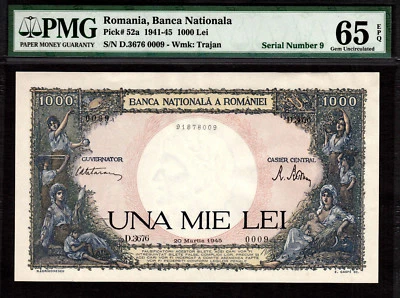 PMG
PAPER MONEY GUARANTY
Romania, Banca Nationala
Pick# 52a 1941-45 1000 Lei
S/N D.3676 0009 - Wmk: Trajan
Serial Number 9
65 EPQ
Gem Uncirculated
1000
BANCA NAȚIONALĂ A ROMÂNIEI
1000
0009
91978009
D.3676
GUVERNATOR
CASIER CENTRAL
UNA MIE LEI
D.3676
20 Martie 1945
0009